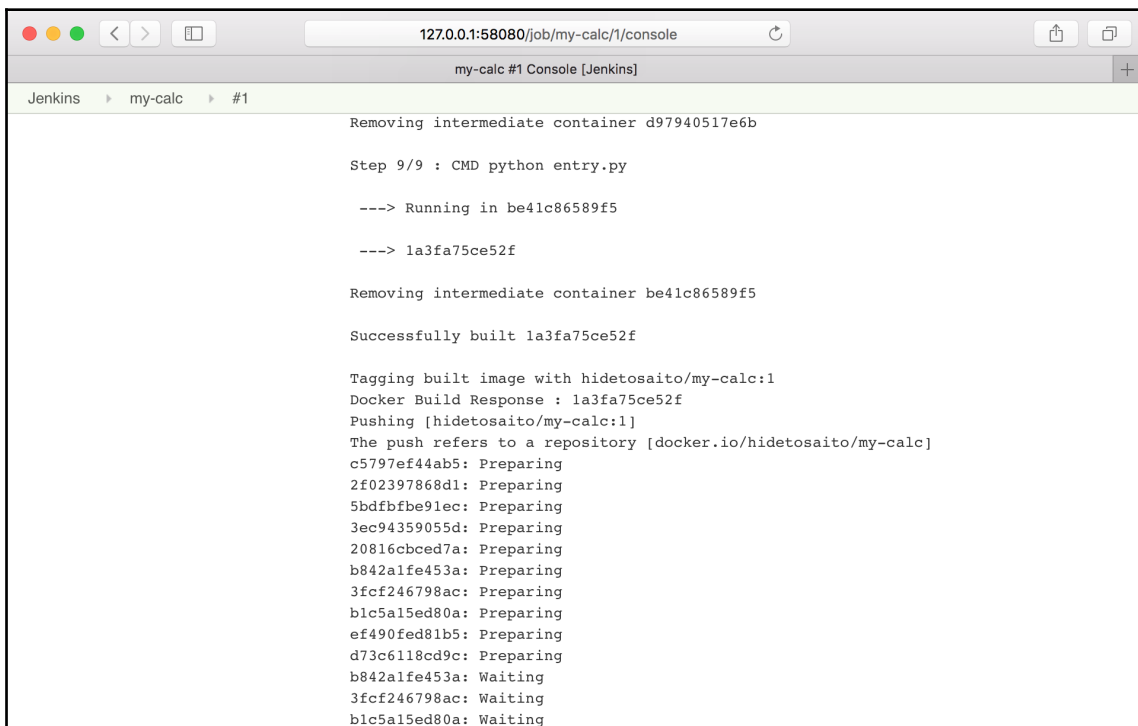 127.0.0.1:58080/job/my-calc/1/console
my-calc #1 Console [Jenkins]
Jenkins my-calc #1
Removing intermediate container d97940517e6b
Step 9/9 : CMD python entry.py
---> Running in be41c86589f5
---> 1a3fa75ce52f
Removing intermediate container be41c86589f5
Successfully built 1a3fa75ce52f
Tagging built image with hidetosaito/my-calc:1
Docker Build Response : 1a3fa75ce52f
Pushing [hidetosaito/my-calc:1]
The push refers to a repository [docker.io/hidetosaito/my-calc]
c5797ef44ab5: Preparing
2f02397868d1: Preparing
5bdfbfbe91ec: Preparing
3ec94359055d: Preparing
20816cbced7a: Preparing
b842a1fe453a: Preparing
3fcf246798ac: Preparing
b1c5a15ed80a: Preparing
ef490fed81b5: Preparing
d73c6118cd9c: Preparing
b842a1fe453a: Waiting
3fcf246798ac: Waiting
b1c5a15ed80a: Waiting